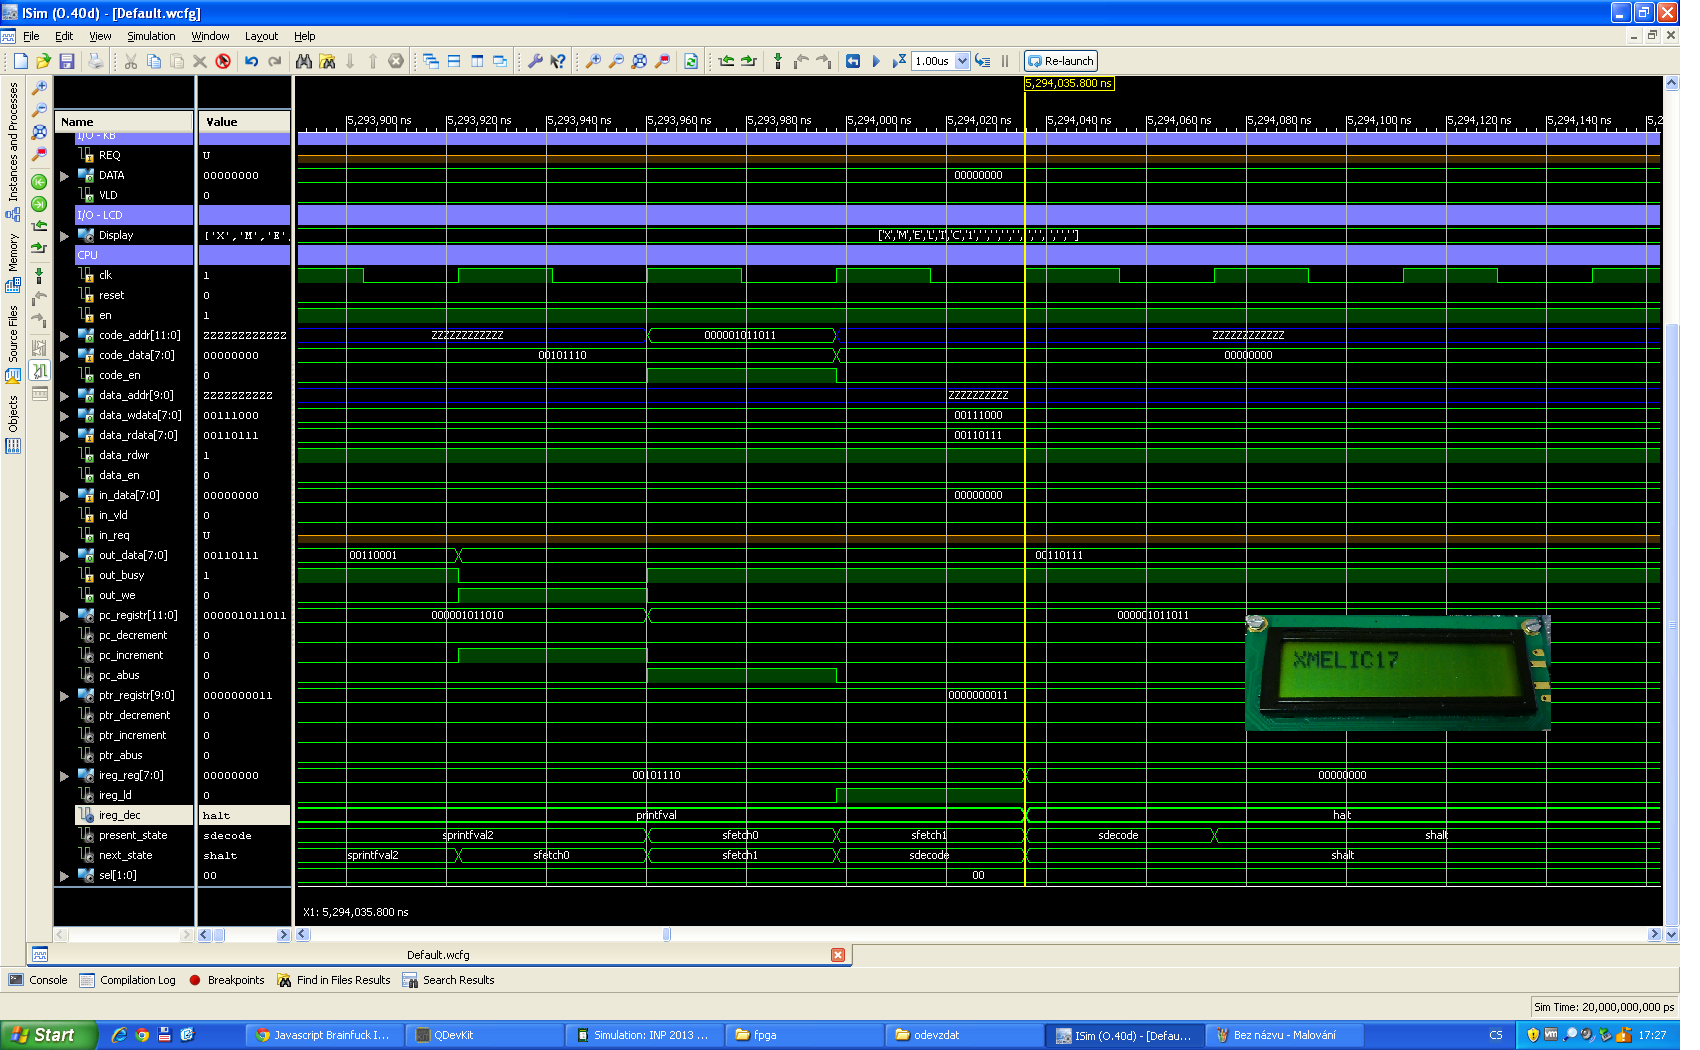 ISim (O.40d) - [Default.wcfg]
File Edit View Simulation Window Layout Help
1.00us Re-launch
5,294,035.800 ns
Name Value
5,293,900 ns 5,293,920 ns 5,293,940 ns 5,293,960 ns 5,293,980 ns 5,294,000 ns 5,294,020 ns 5,294,040 ns 5,294,060 ns 5,294,080 ns 5,294,100 ns 5,294,120 ns 5,294,140 ns 5,2
I/O - KB
REQ U
DATA 00000000 00000000
VLD 0
I/O - LCD
Display ['X','M','E', ['X','M','E','L','I','C','1',' ',' ',' ',' ',' ',' ',' ',' ',' ']
CPU
clk 1
reset 0
en 1
code_addr[11:0] ZZZZZZZZZZZZ ZZZZZZZZZZZZ 000001011011 ZZZZZZZZZZZZ
code_data[7:0] 00000000 00101110 00000000
code_en 0
data_addr[9:0] ZZZZZZZZZZ ZZZZZZZZZZ
data_wdata[7:0] 00111000 00111000
data_rdata[7:0] 00110111 00110111
data_rdwr 1
data_en 0
in_data[7:0] 00000000 00000000
in_vld 0
in_req U
out_data[7:0] 00110111 00110001 00110111
out_busy 1
out_we 0
pc_registr[11:0] 000001011011 000001011010 000001011011
pc_decrement 0
pc_increment 0
pc_abus 0
ptr_registr[9:0] 0000000011 0000000011
ptr_decrement 0
ptr_increment 0
ptr_abus 0
ireg_reg[7:0] 00000000 00101110 00000000
ireg_ld 0
ireg_dec halt printfval halt
present_state sdecode sprintfval2 sfetch0 sfetch1 sdecode shalt
next_state shalt sprintfval2 sfetch0 sfetch1 sdecode shalt
sel[1:0] 00 00
XMELIC17
X1: 5,294,035.800 ns
Instances and Processes
Memory
Source Files
Objects
Default.wcfg
Console Compilation Log Breakpoints Find in Files Results Search Results
Sim Time: 20,000,000,000 ps
Start Javascript Brainfuck I... QDevKit Simulation: INP 2013 ... fpga odevzdat ISim (O.40d) - [Defau... Bez názvu - Malování CS 17:27